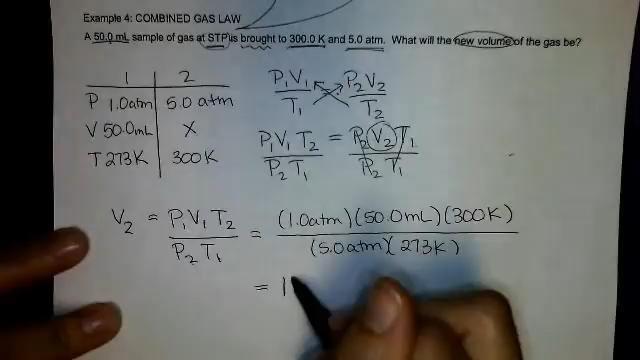 Example 4: COMBINED GAS LAW
A 50.0 mL sample of gas at STP is brought to 300.0 K and 5.0 atm. What will the new volume of the gas be?
1 2
P 1.0atm 5.0 atm
V 50.0mL X
T 273K 300K
P₁V₁/T₁ P₂V₂/T₂
P₁V₁T₂/P₂T₁ = P₂V₂T₁/P₂T₁
V₂ = P₁V₁T₂/P₂T₁ = (1.0atm)(50.0mL)(300K)/(5.0atm)(273K)
= 1